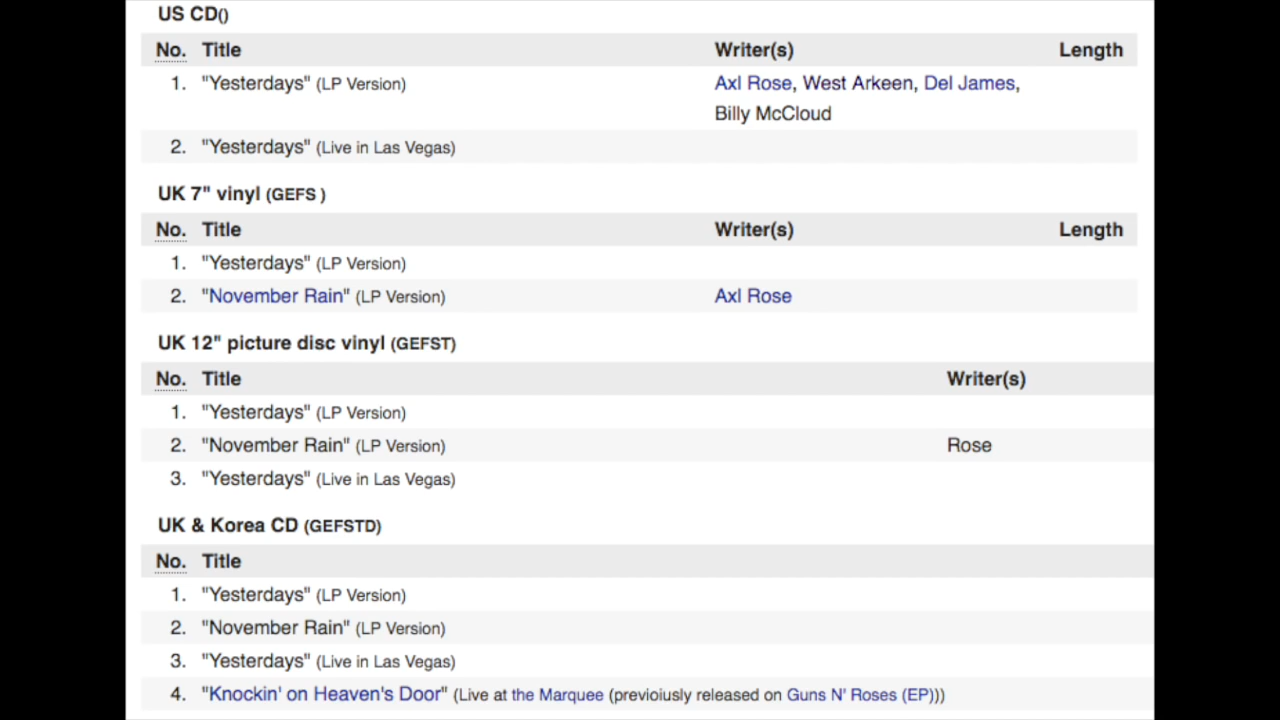 US CD()
No. Title Writer(s) Length
1. "Yesterdays" (LP Version) Axl Rose, West Arkeen, Del James,
Billy McCloud
2. "Yesterdays" (Live in Las Vegas)
UK 7" vinyl (GEFS )
No. Title Writer(s) Length
1. "Yesterdays" (LP Version)
2. "November Rain" (LP Version) Axl Rose
UK 12" picture disc vinyl (GEFST)
No. Title Writer(s)
1. "Yesterdays" (LP Version)
2. "November Rain" (LP Version) Rose
3. "Yesterdays" (Live in Las Vegas)
UK & Korea CD (GEFSTD)
No. Title
1. "Yesterdays" (LP Version)
2. "November Rain" (LP Version)
3. "Yesterdays" (Live in Las Vegas)
4. "Knockin' on Heaven's Door" (Live at the Marquee (previoiusly released on Guns N' Roses (EP)))